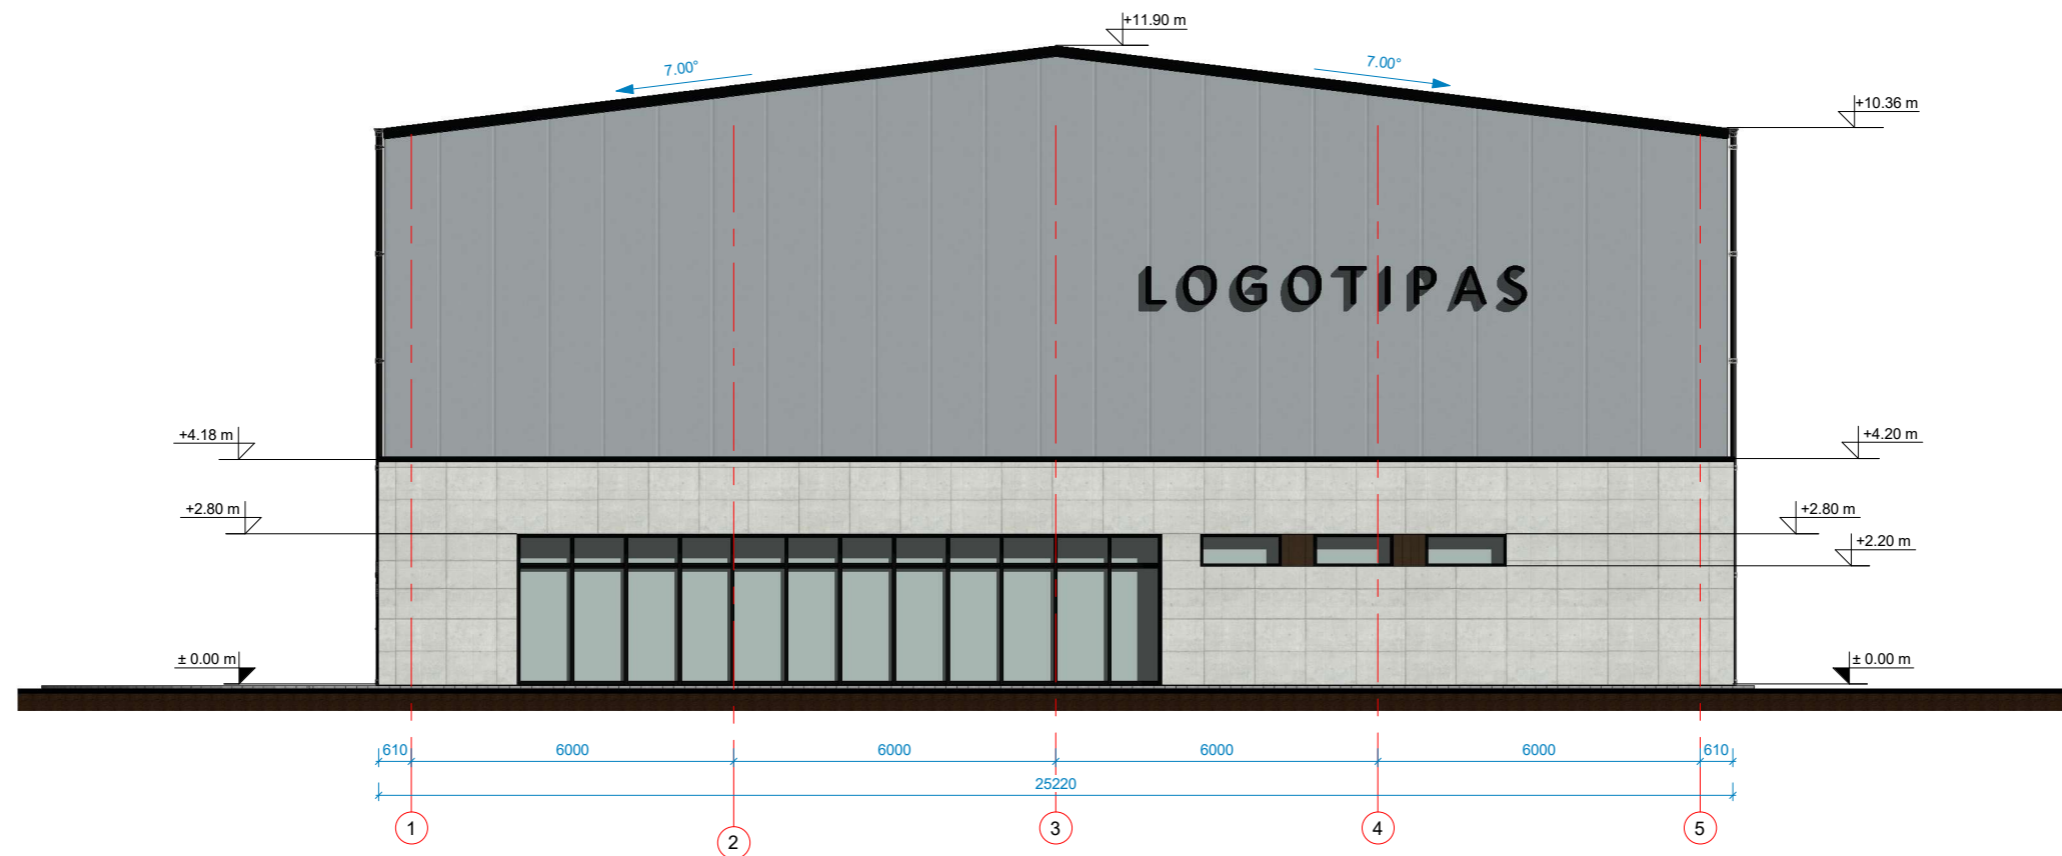 +11.90 m
7.00°
7.00°
+10.36 m
LOGOTIPAS
+4.18 m
+4.20 m
+2.80 m
+2.80 m
+2.20 m
± 0.00 m
± 0.00 m
610 6000 6000 6000 6000 610
25220
1 2 3 4 5